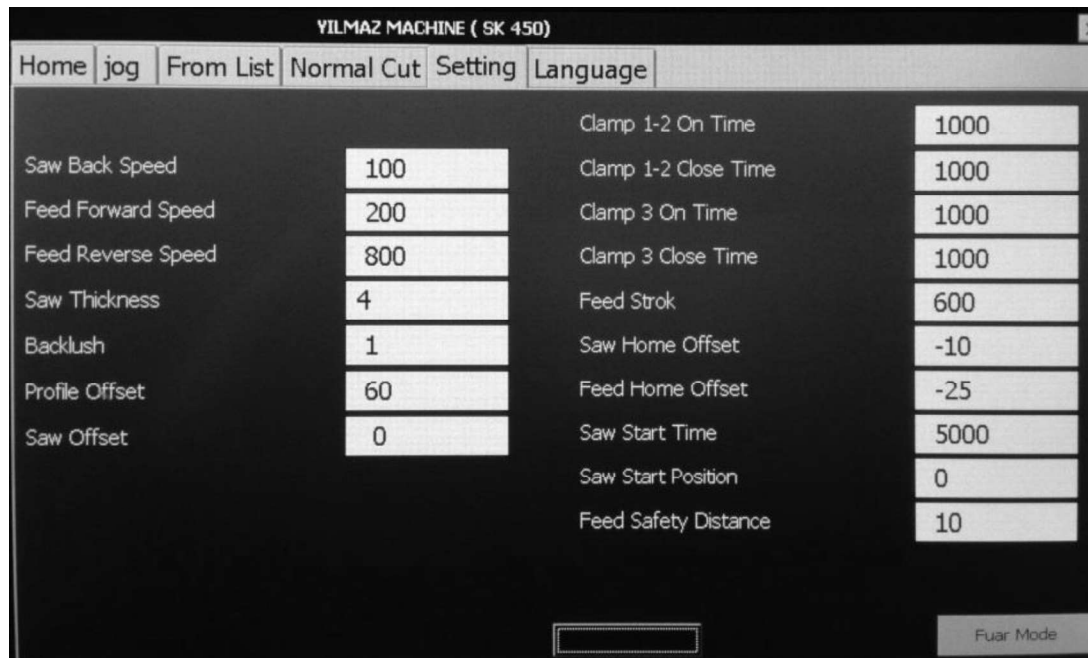 YILMAZ MACHINE ( SK 450)
Home jog From List Normal Cut Setting Language
Saw Back Speed 100
Feed Forward Speed 200
Feed Reverse Speed 800
Saw Thickness 4
Backlush 1
Profile Offset 60
Saw Offset 0
Clamp 1-2 On Time 1000
Clamp 1-2 Close Time 1000
Clamp 3 On Time 1000
Clamp 3 Close Time 1000
Feed Strok 600
Saw Home Offset -10
Feed Home Offset -25
Saw Start Time 5000
Saw Start Position 0
Feed Safety Distance 10
Fuar Mode